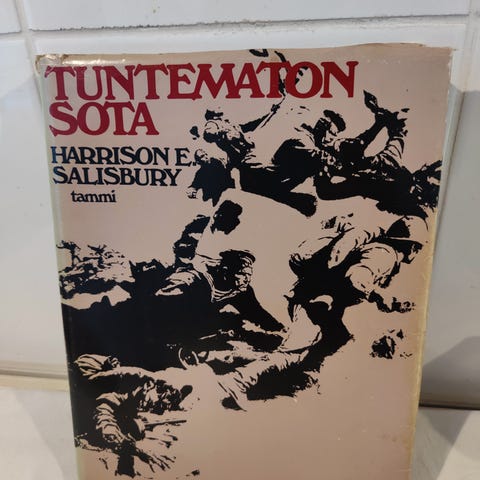 TUNTEMATON
SOTA
HARRISON E.
SALISBURY
tammi